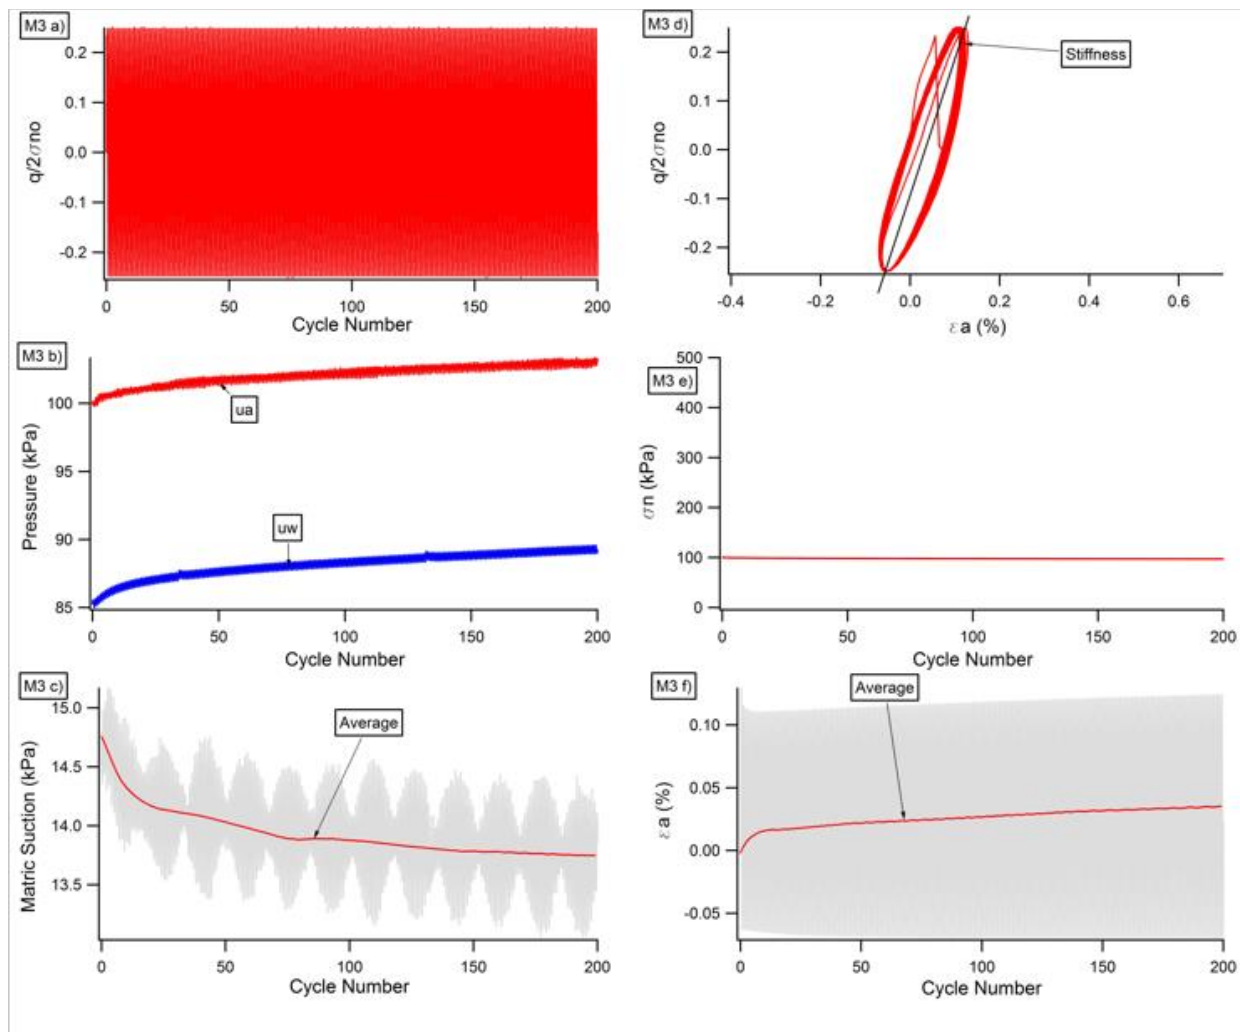 M3 a)
0.2
0.1
0.0
-0.1
-0.2
q/2σno
0 50 100 150 200
Cycle Number
M3 d)
Stiffness
0.2
0.1
0.0
-0.1
-0.2
q/2σno
-0.4 -0.2 0.0 0.2 0.4 0.6
εa (%)
M3 b)
100
95
90
85
Pressure (kPa)
ua
uw
0 50 100 150 200
Cycle Number
M3 e)
500
400
300
200
100
0
σn (kPa)
0 50 100 150 200
Cycle Number
M3 c)
15.0
14.5
14.0
13.5
Matric Suction (kPa)
Average
0 50 100 150 200
Cycle Number
M3 f)
Average
0.10
0.05
0.00
-0.05
εa (%)
0 50 100 150 200
Cycle Number